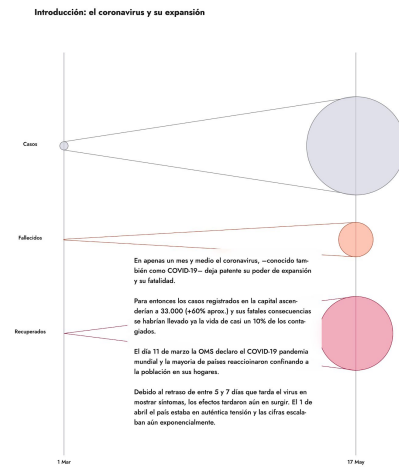 Introducción: el coronavirus y su expansión
Casos
Fallecidos
En apenas un mes y medio el coronavirus, —conocido tam-
bién como COVID-19— deja patente su poder de expansión
y su fatalidad.
Para entonces los casos registrados en la capital ascen-
derían a 33.000 (+60% aprox.) y sus fatales consecuencias
se habrían llevado ya la vida de casi un 10% de los conta-
giados.
Recuperados
El día 11 de marzo la OMS declaro el COVID-19 pandemia
mundial y la mayoria de países reaccioinaron confinando a
la población en sus hogares.
Debido al retraso de entre 5 y 7 días que tarda el virus en
mostrar síntomas, los efectos tardaron aún en surgir. El 1 de
abril el país estaba en auténtica tensión y las cifras escala-
ban aún exponencialmente.
1 Mar
17 May